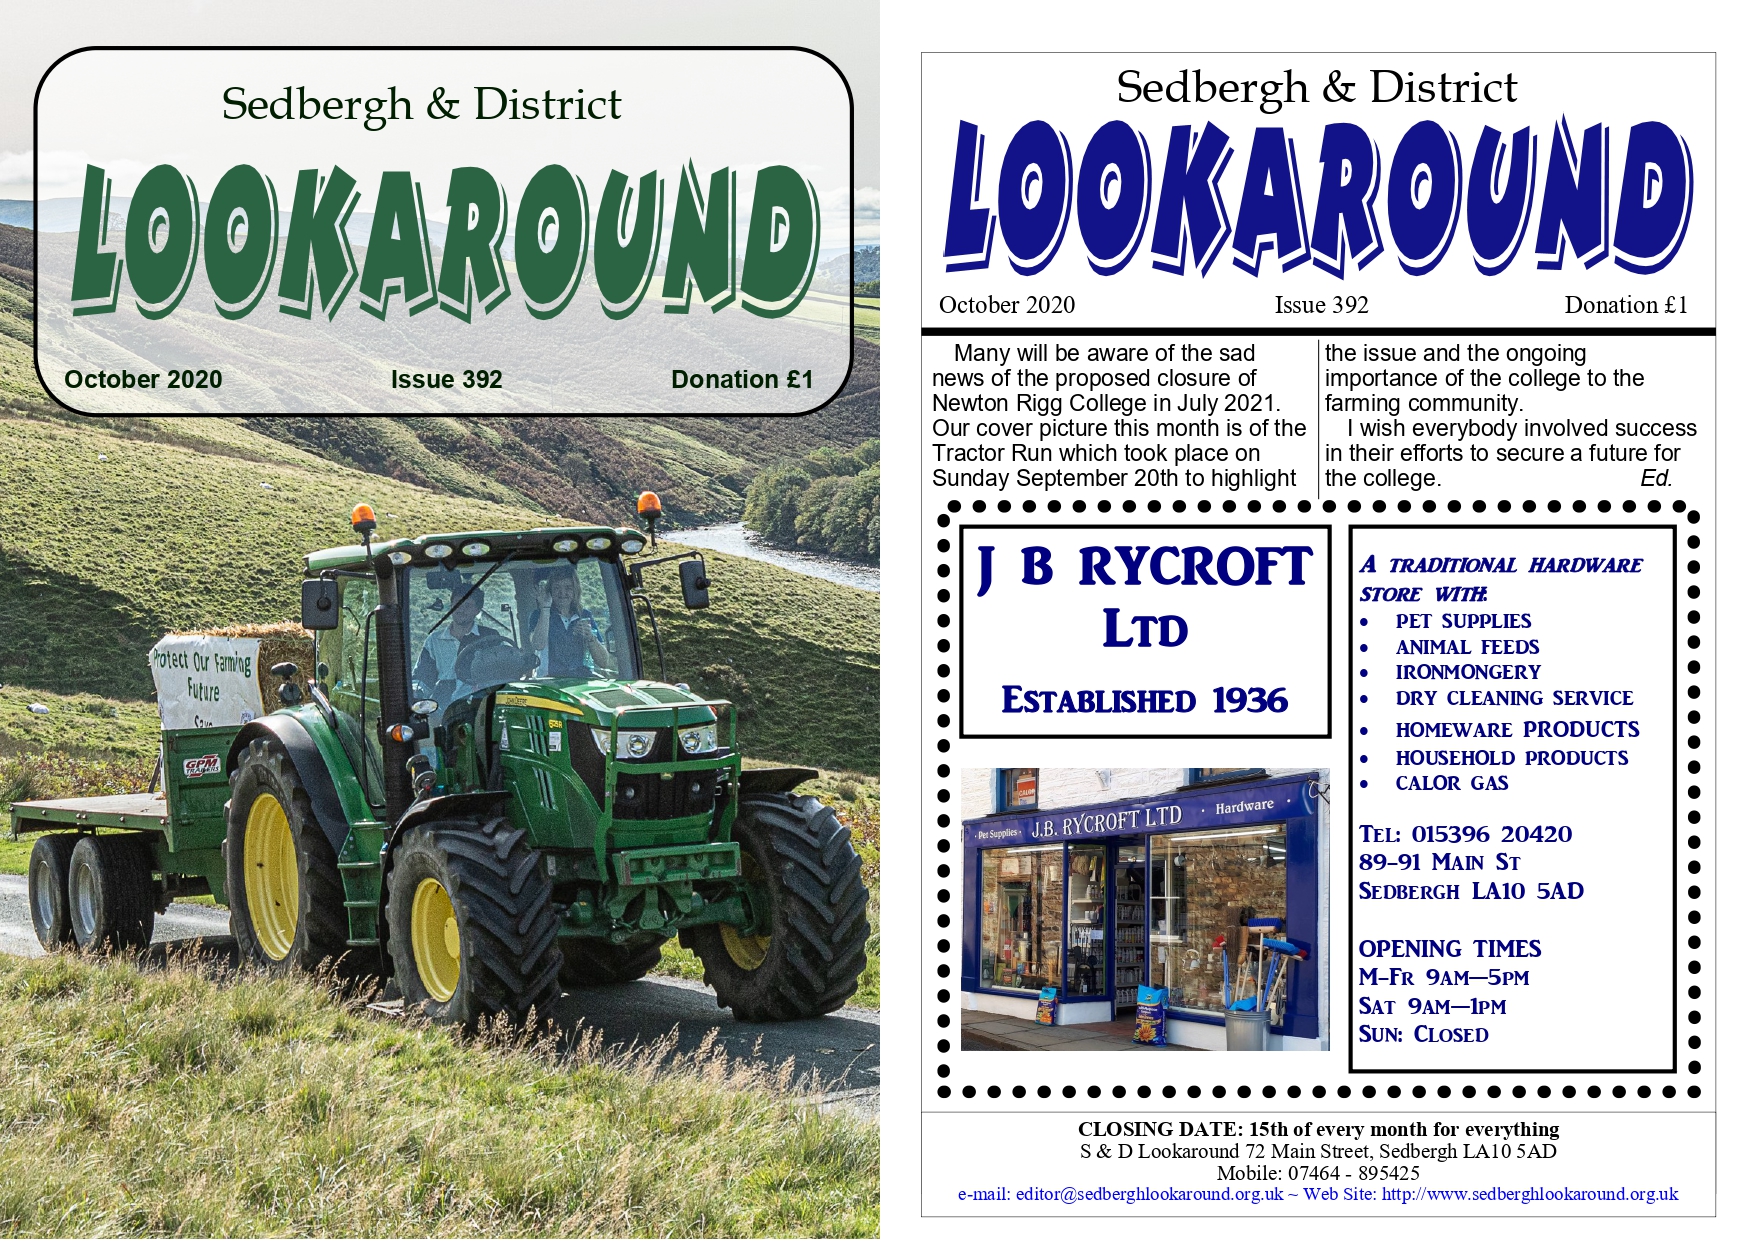 Sedbergh & District
LOOKAROUND
October 2020 Issue 392 Donation £1
Protect Our Farming
Future
Save
GPM
TRAILERS
JOHN DEERE
Sedbergh & District
LOOKAROUND
October 2020 Issue 392 Donation £1
Many will be aware of the sad
news of the proposed closure of
Newton Rigg College in July 2021.
Our cover picture this month is of the
Tractor Run which took place on
Sunday September 20th to highlight
the issue and the ongoing
importance of the college to the
farming community.
I wish everybody involved success
in their efforts to secure a future for
the college. Ed.
J B RYCROFT
LTD
ESTABLISHED 1936
CALOR
· Pet Supplies · J.B. RYCROFT LTD · Hardware ·
A TRADITIONAL HARDWARE
STORE WITH:
• PET SUPPLIES
• ANIMAL FEEDS
• IRONMONGERY
• DRY CLEANING SERVICE
• HOMEWARE PRODUCTS
• HOUSEHOLD PRODUCTS
• CALOR GAS
TEL: 015396 20420
89-91 MAIN ST
SEDBERGH LA10 5AD
OPENING TIMES
M-FR 9AM—5PM
SAT 9AM—1PM
SUN: CLOSED
CLOSING DATE: 15th of every month for everything
S & D Lookaround 72 Main Street, Sedbergh LA10 5AD
Mobile: 07464 - 895425
e-mail: editor@sedberghlookaround.org.uk ~ Web Site: http://www.sedberghlookaround.org.uk